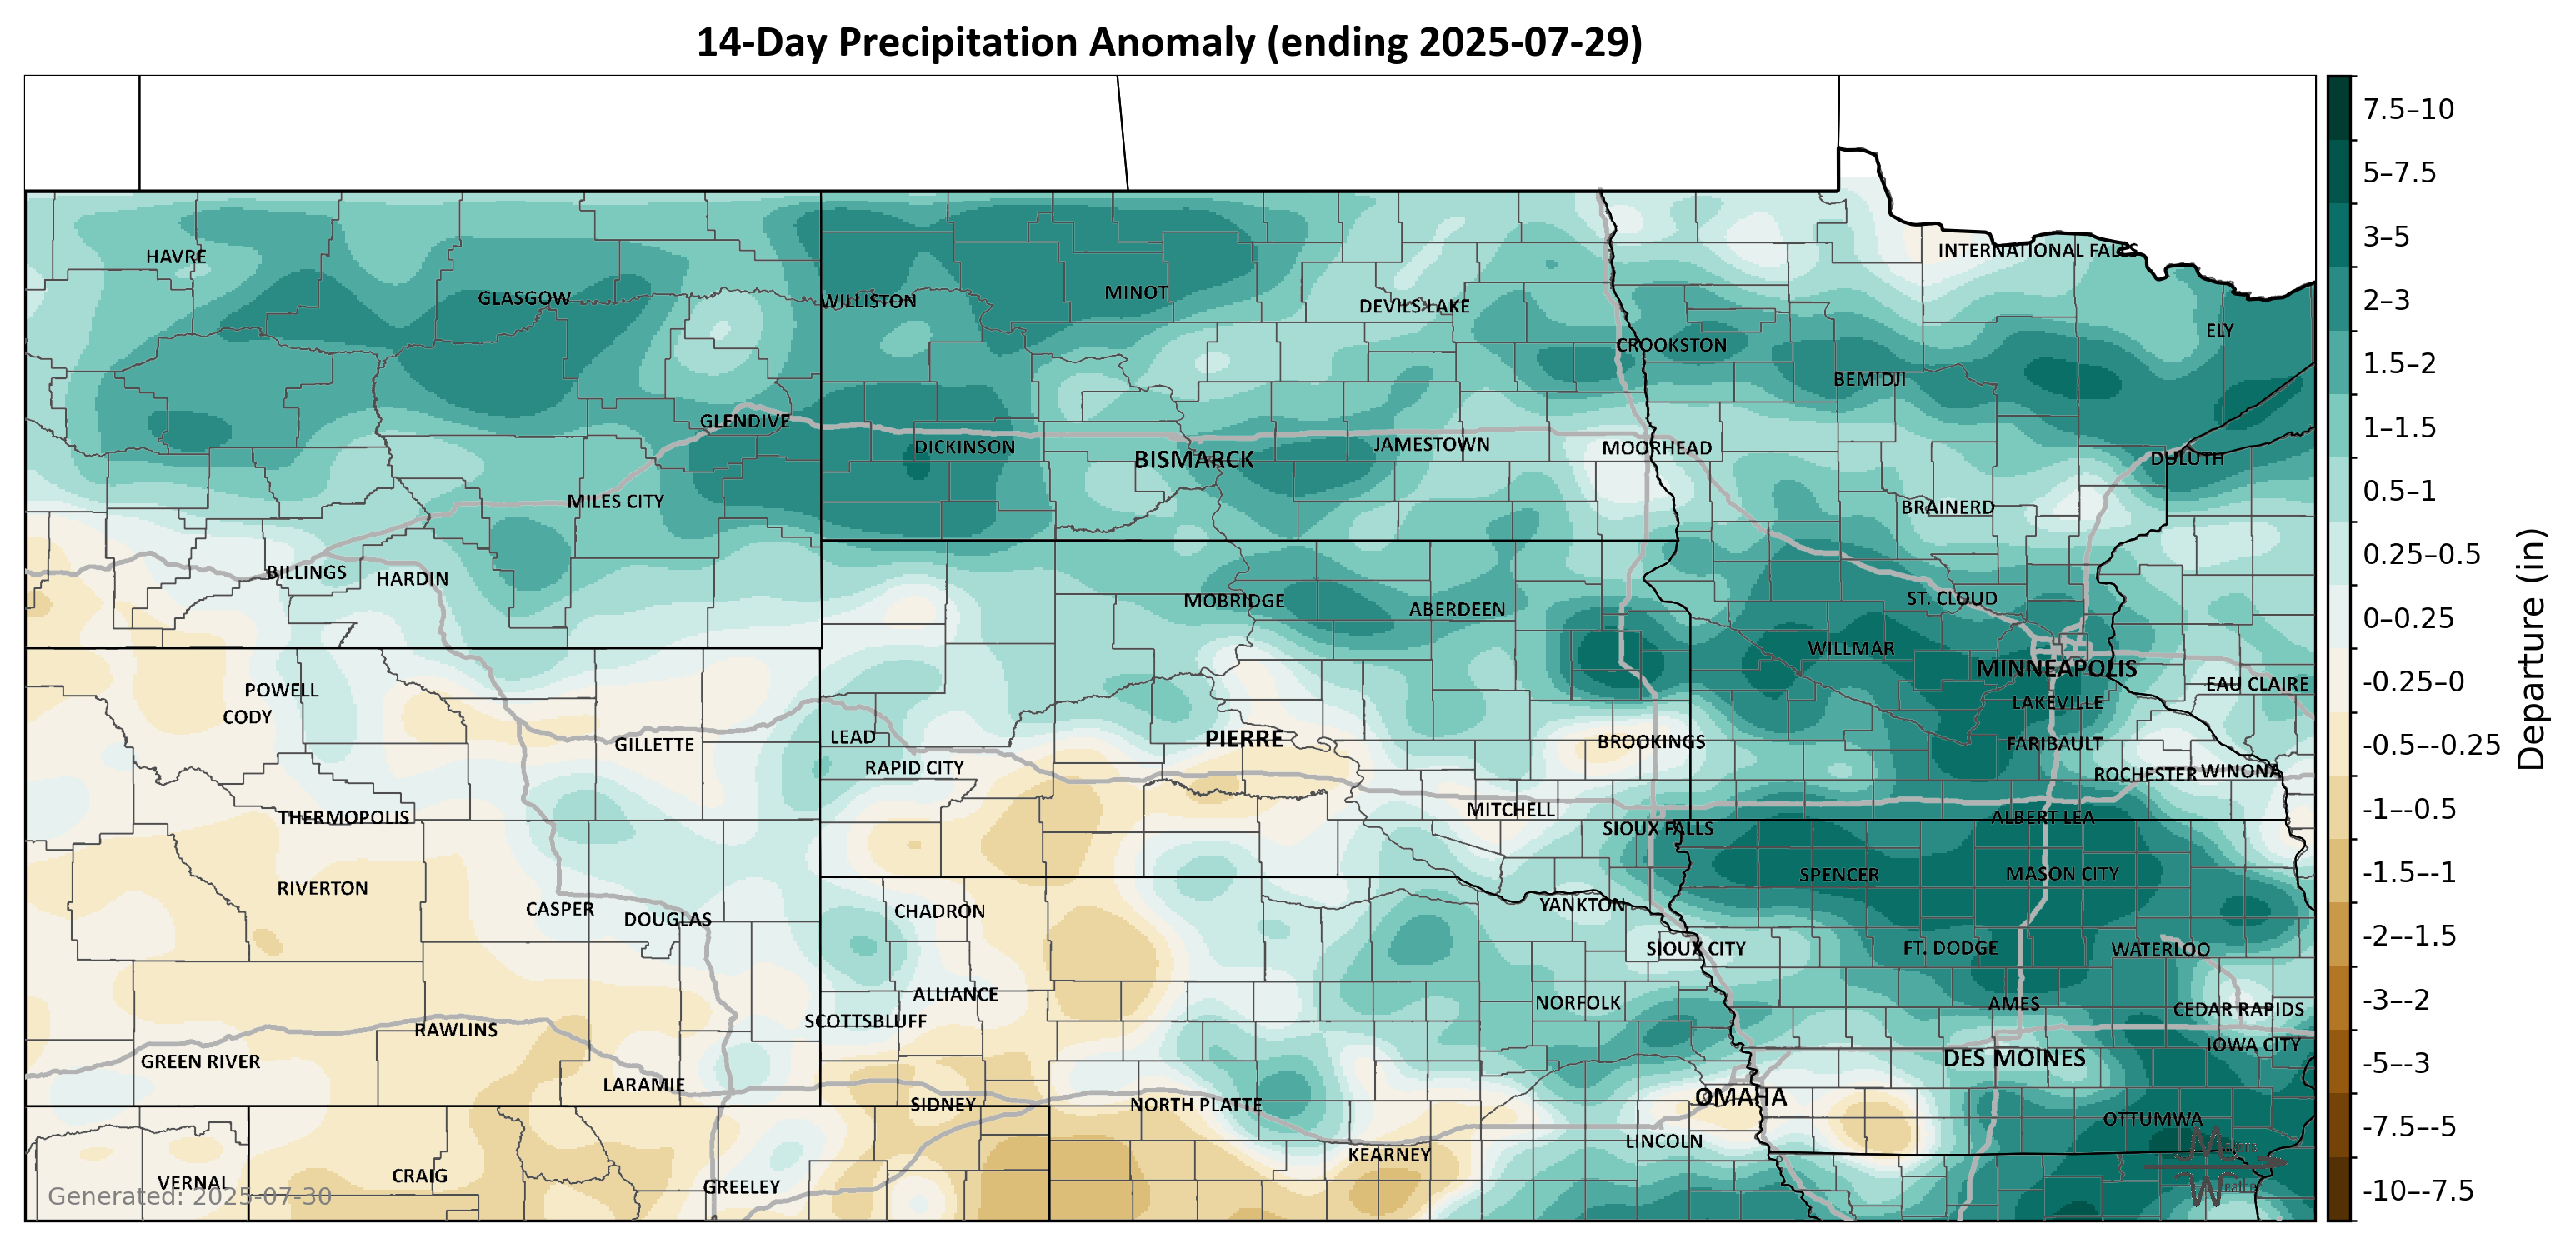 14-Day Precipitation Anomaly (ending 2025-07-29)
7.5–10
5–7.5
3–5
2–3
1.5–2
1–1.5
0.5–1
0.25–0.5
0–0.25
-0.25–0
-0.5–-0.25
-1–-0.5
-1.5–-1
-2–-1.5
-3–-2
-5–-3
-7.5–-5
-10–-7.5
Departure (in)
HAVRE
INTERNATIONAL FALLS
GLASGOW
WILLISTON
MINOT
DEVILS LAKE
ELY
CROOKSTON
BEMIDJI
GLENDIVE
DICKINSON
BISMARCK
JAMESTOWN
MOORHEAD
DULUTH
MILES CITY
BRAINERD
BILLINGS
HARDIN
MOBRIDGE
ABERDEEN
ST. CLOUD
WILLMAR
MINNEAPOLIS
POWELL
EAU CLAIRE
LAKEVILLE
CODY
GILLETTE
LEAD
PIERRE
BROOKINGS
FARIBAULT
RAPID CITY
ROCHESTER
WINONA
THERMOPOLIS
MITCHELL
ALBERT LEA
SIOUX FALLS
RIVERTON
SPENCER
MASON CITY
CASPER
DOUGLAS
CHADRON
YANKTON
SIOUX CITY
FT. DODGE
WATERLOO
ALLIANCE
NORFOLK
AMES
CEDAR RAPIDS
SCOTTSBLUFF
RAWLINS
IOWA CITY
GREEN RIVER
DES MOINES
LARAMIE
OMAHA
SIDNEY
NORTH PLATTE
OTTUMWA
LINCOLN
KEARNEY
CRAIG
VERNAL
GREELEY
Generated: 2025-07-30